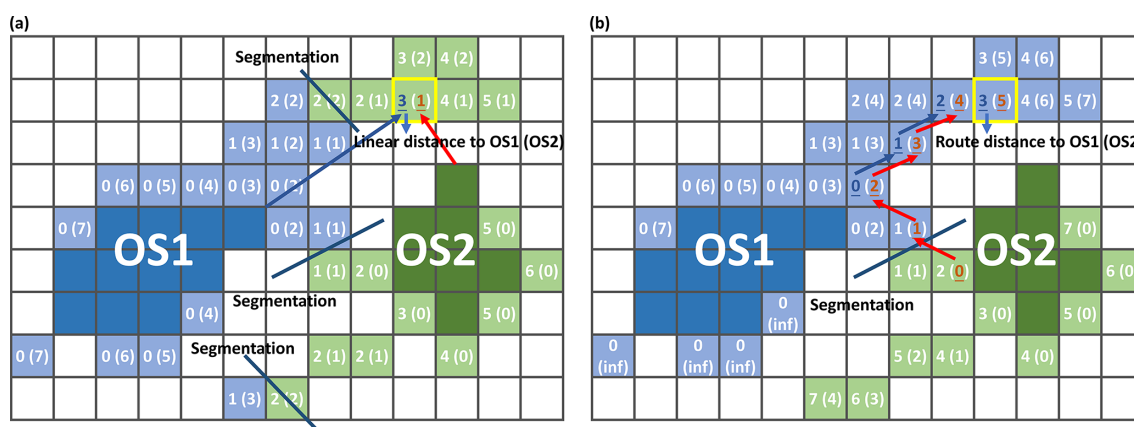 (a)
3 (2) 4 (2)
Segmentation
2 (2) 2 (2) 2 (1) 3 (1) 4 (1) 5 (1)
1 (3) 1 (2) 1 (1) Linear distance to OS1 (OS2)
0 (6) 0 (5) 0 (4) 0 (3) 0 (2)
0 (7) 0 (2) 1 (1) 5 (0)
OS1 OS2
1 (1) 2 (0) 6 (0)
Segmentation
0 (4) 3 (0) 5 (0)
Segmentation
0 (7) 0 (6) 0 (5) 2 (1) 2 (1) 4 (0)
1 (3) 2 (2)
(b)
3 (5) 4 (6)
2 (4) 2 (4) 2 (4) 3 (5) 4 (6) 5 (7)
1 (3) 1 (3) 1 (3) Route distance to OS1 (OS2
0 (6) 0 (5) 0 (4) 0 (3) 0 (2)
0 (7) 0 (2) 1 (1) 7 (0)
OS1 OS2
1 (1) 2 (0) 6 (0)
0 (inf) Segmentation 3 (0) 5 (0)
0 (inf) 0 (inf) 0 (inf) 5 (2) 4 (1) 4 (0)
7 (4) 6 (3)